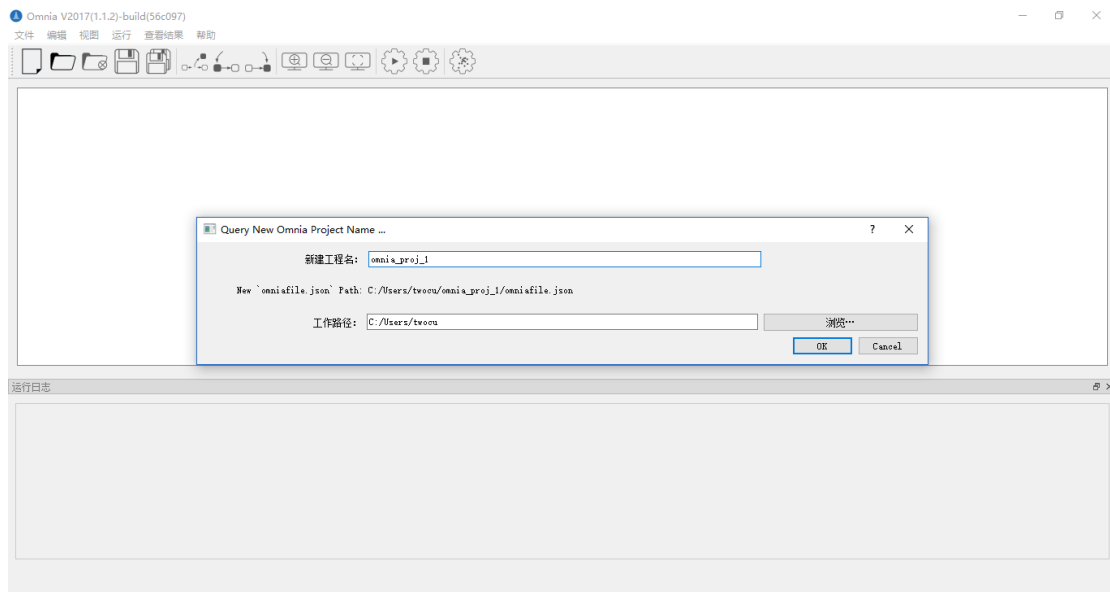 Omnia V2017(1.1.2)-build(56c097)
文件 编辑 视图 运行 查看结果 帮助
Query New Omnia Project Name ...
新建工程名: omnia_proj_1
New `omniafile.json` Path: C:/Users/twocu/omnia_proj_1/omniafile.json
工作路径: C:/Users/twocu 浏览…
OK Cancel
运行日志